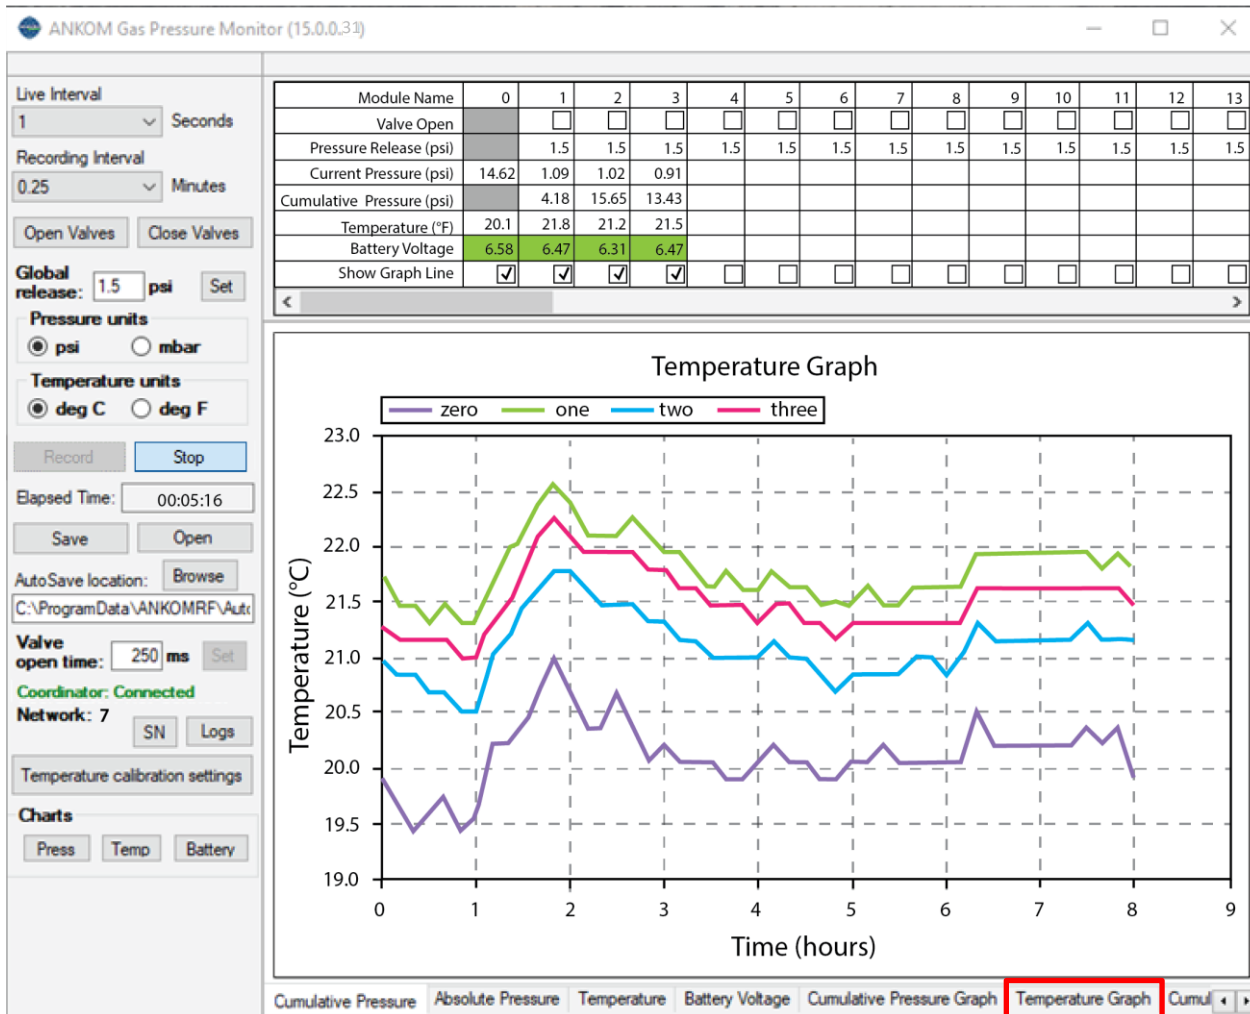 ANKOM Gas Pressure Monitor (15.0.0.31)
Live Interval
1 Seconds
Recording Interval
0.25 Minutes
Open Valves Close Valves
Global
release: 1.5 psi Set
Pressure units
psi mbar
Temperature units
deg C deg F
Record Stop
Elapsed Time: 00:05:16
Save Open
AutoSave location: Browse
C:\ProgramData\ANKOMRF\Auto
Valve
open time: 250 ms Set
Coordinator: Connected
Network: 7
SN Logs
Temperature calibration settings
Charts
Press Temp Battery
Module Name 0 1 2 3 4 5 6 7 8 9 10 11 12 13
Valve Open
Pressure Release (psi) 1.5 1.5 1.5 1.5 1.5 1.5 1.5 1.5 1.5 1.5 1.5 1.5 1.5
Current Pressure (psi) 14.62 1.09 1.02 0.91
Cumulative Pressure (psi) 4.18 15.65 13.43
Temperature (°F) 20.1 21.8 21.2 21.5
Battery Voltage 6.58 6.47 6.31 6.47
Show Graph Line
Temperature Graph
zero one two three
Temperature (°C)
23.0
22.5
22.0
21.5
21.0
20.5
20.0
19.5
19.0
0 1 2 3 4 5 6 7 8 9
Time (hours)
Cumulative Pressure Absolute Pressure Temperature Battery Voltage Cumulative Pressure Graph Temperature Graph Cumul